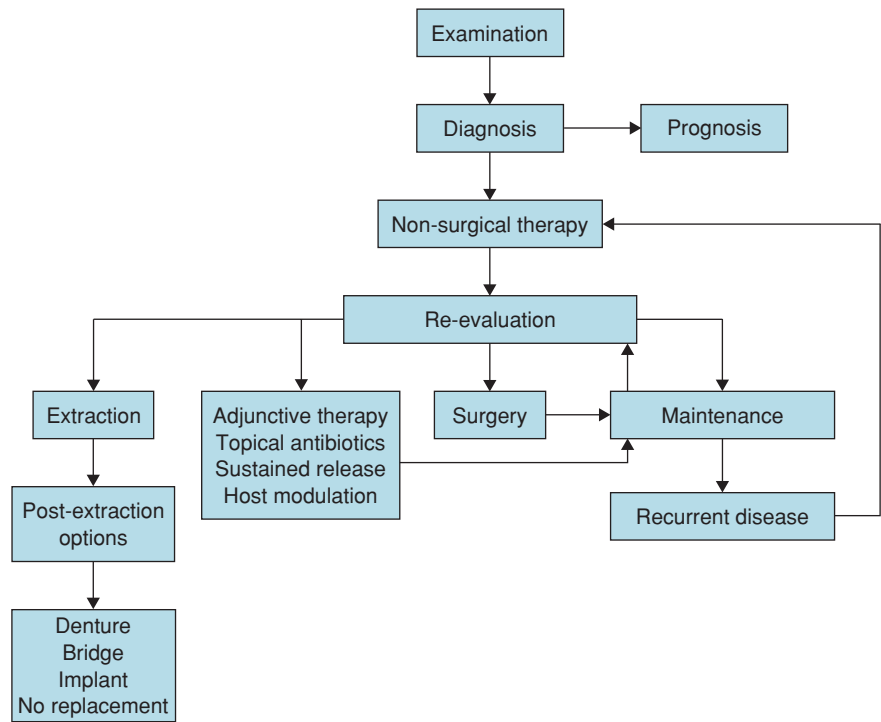 Examination
Diagnosis
Prognosis
Non-surgical therapy
Re-evaluation
Extraction
Adjunctive therapy
Topical antibiotics
Sustained release
Host modulation
Surgery
Maintenance
Post-extraction
options
Recurrent disease
Denture
Bridge
Implant
No replacement